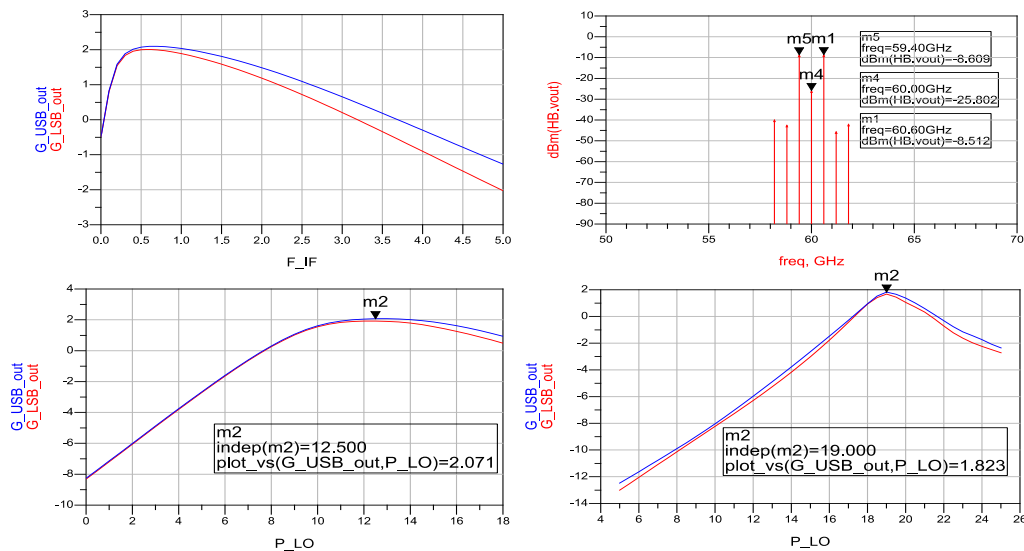 3
2
1
0
-1
-2
-3
0.0 0.5 1.0 1.5 2.0 2.5 3.0 3.5 4.0 4.5 5.0
F_IF
G_USB_out
G_LSB_out
10
0
-10
-20
-30
-40
-50
-60
-70
-80
-90
50 55 60 65 70
freq, GHz
dBm(HB.vout)
m5 m1
m4
m5
freq=59.40GHz
dBm(HB.vout)=-8.609
m4
freq=60.00GHz
dBm(HB.vout)=-25.802
m1
freq=60.60GHz
dBm(HB.vout)=-8.512
4
2
0
-2
-4
-6
-8
-10
0 2 4 6 8 10 12 14 16 18
P_LO
G_USB_out
G_LSB_out
m2
m2
indep(m2)=12.500
plot_vs(G_USB_out,P_LO)=2.071
2
0
-2
-4
-6
-8
-10
-12
-14
4 6 8 10 12 14 16 18 20 22 24 26
P_LO
G_USB_out
G_LSB_out
m2
m2
indep(m2)=19.000
plot_vs(G_USB_out,P_LO)=1.823